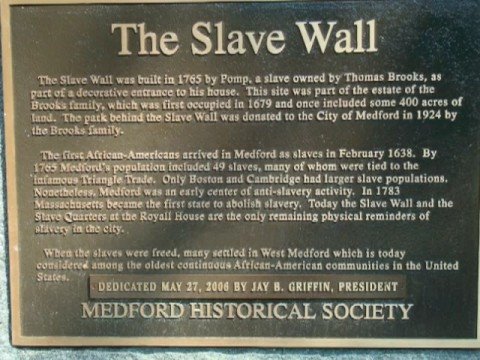 The Slave Wall
The Slave Wall was built in 1765 by Pomp, a slave owned by Thomas Brooks, as
part of a decorative entrance to his house. This site was part of the estate of the
Brooks family, which was first occupied in 1679 and once included some 400 acres of
land. The park behind the Slave Wall was donated to the City of Medford in 1924 by
the Brooks family.
The first African-Americans arrived in Medford as slaves in February 1638. By
1765 Medford's population included 49 slaves, many of whom were tied to the
infamous Triangle Trade. Only Boston and Cambridge had larger slave populations.
Nonetheless, Medford was an early center of anti-slavery activity. In 1783
Massachusetts became the first state to abolish slavery. Today the Slave Wall and the
Slave Quarters at the Royall House are the only remaining physical reminders of
slavery in the city.
When the slaves were freed, many settled in West Medford which is today
considered among the oldest continuous African-American communities in the United
States.
DEDICATED MAY 27, 2006 BY JAY B. GRIFFIN, PRESIDENT
MEDFORD HISTORICAL SOCIETY